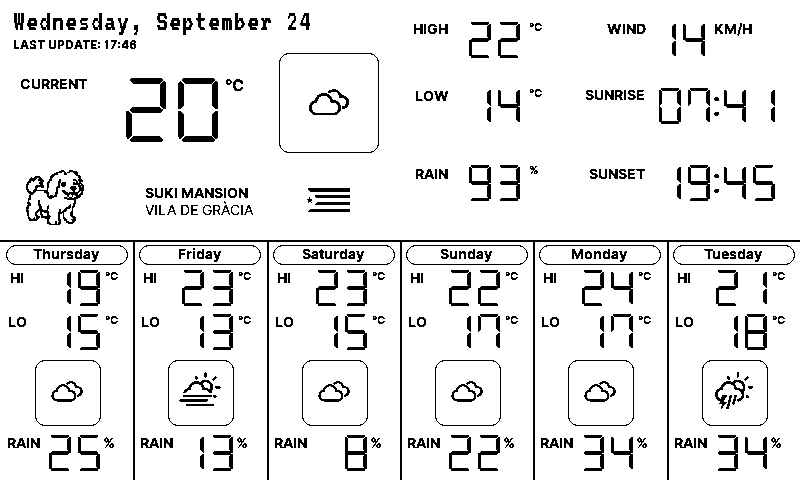 Wednesday, September 24
LAST UPDATE: 17:46
CURRENT 20 °C
SUKI MANSION
VILA DE GRÀCIA
HIGH 22 °C
LOW 14 °C
RAIN 93 %
WIND 14 KM/H
SUNRISE 07:41
SUNSET 19:45
Thursday
HI 19 °C
LO 15 °C
RAIN 25 %
Friday
HI 23 °C
LO 13 °C
RAIN 13 %
Saturday
HI 23 °C
LO 15 °C
RAIN 8 %
Sunday
HI 22 °C
LO 17 °C
RAIN 22 %
Monday
HI 24 °C
LO 17 °C
RAIN 34 %
Tuesday
HI 21 °C
LO 18 °C
RAIN 34 %